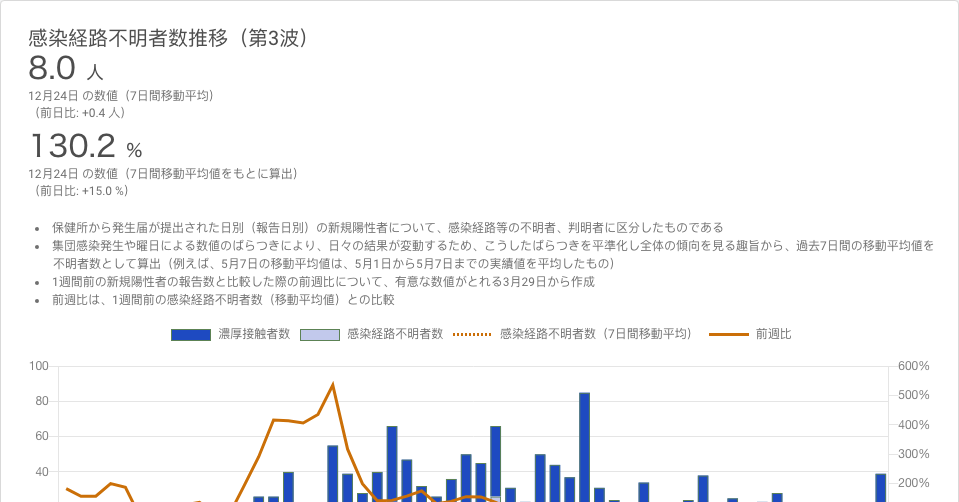 感染経路不明者数推移（第3波）
8.0 人
12月24日 の数値（7日間移動平均）
（前日比: +0.4 人）
130.2 %
12月24日 の数値（7日間移動平均値をもとに算出）
（前日比: +15.0 %）
• 保健所から発生届が提出された日別（報告日別）の新規陽性者について、感染経路等の不明者、判明者に区分したものである
• 集団感染発生や曜日による数値のばらつきにより、日々の結果が変動するため、こうしたばらつきを平準化し全体の傾向を見る趣旨から、過去7日間の移動平均値を
不明者数として算出（例えば、5月7日の移動平均値は、5月1日から5月7日までの実績値を平均したもの）
• 1週間前の新規陽性者の報告数と比較した際の前週比について、有意な数値がとれる3月29日から作成
• 前週比は、1週間前の感染経路不明者数（移動平均値）との比較
濃厚接触者数 感染経路不明者数 感染経路不明者数（7日間移動平均） 前週比
100 600%
500%
80
400%
60
300%
40
200%